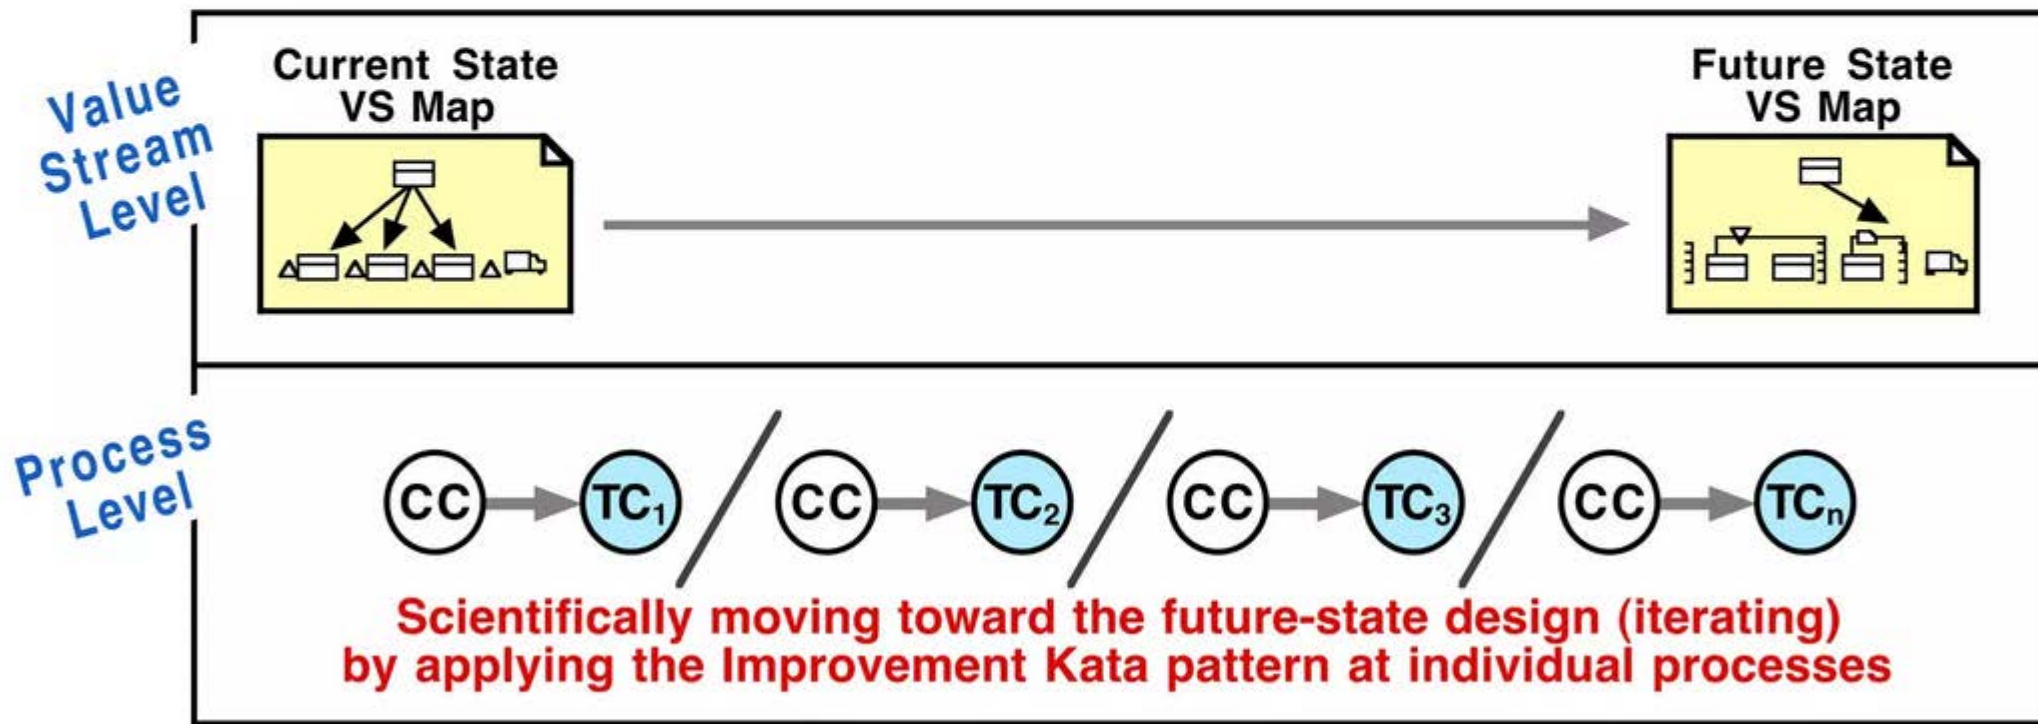 Value
Stream
Level
Current State
VS Map
Future State
VS Map
Process
Level
CC
TC₁
CC
TC₂
CC
TC₃
CC
TCₙ
Scientifically moving toward the future-state design (iterating)
by applying the Improvement Kata pattern at individual processes